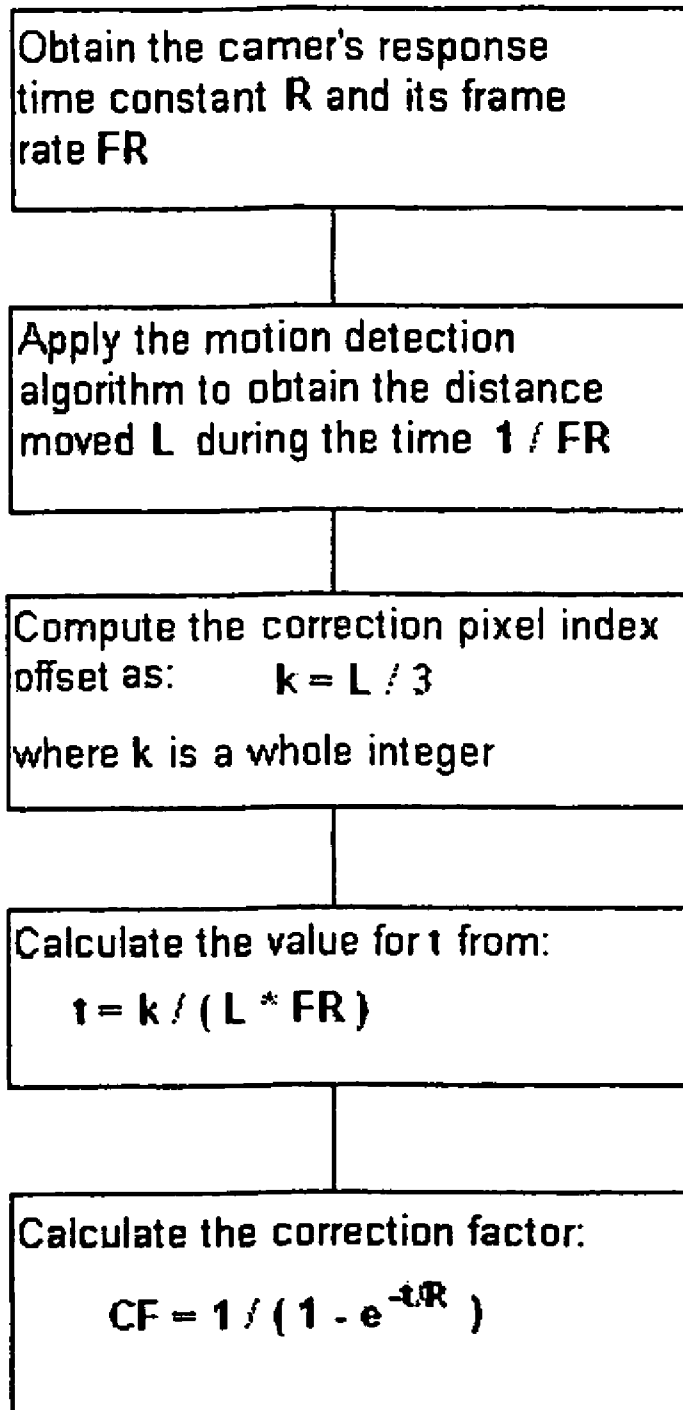 Obtain the camer's response
time constant R and its frame
rate FR
Apply the motion detection
algorithm to obtain the distance
moved L during the time 1 / FR
Compute the correction pixel index
offset as: k = L / 3
where k is a whole integer
Calculate the value for t from:
t = k / ( L * FR )
Calculate the correction factor:
CF = 1 / ( 1 - e^-t/R )